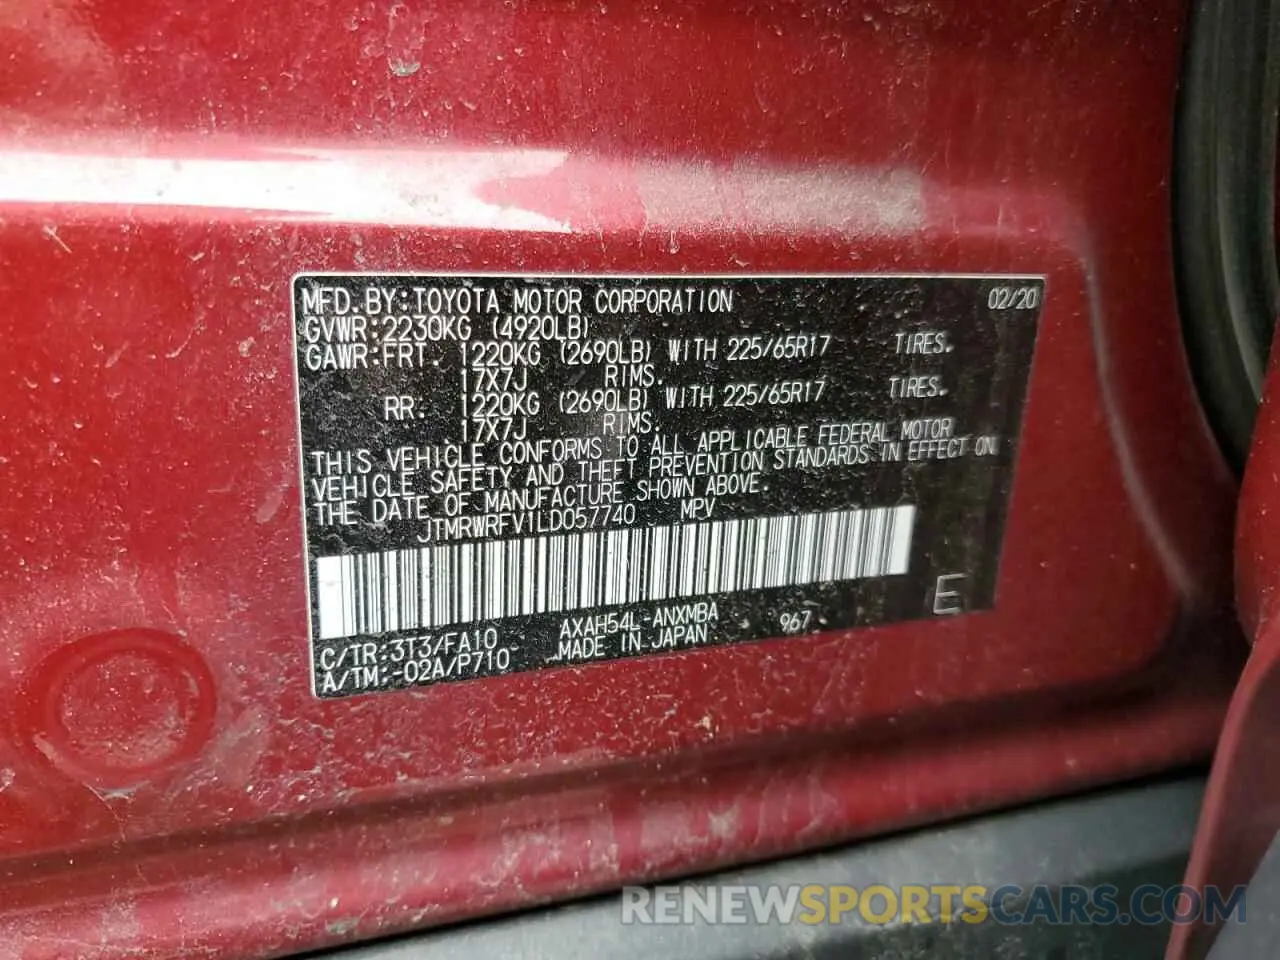 MFD.BY:TOYOTA MOTOR CORPORATION 02/20
GVWR:2230KG (4920LB)
GAWR:FRT. 1220KG (2690LB) WITH 225/65R17 TIRES.
17X7J RIMS.
RR. 1220KG (2690LB) WITH 225/65R17 TIRES.
17X7J RIMS.
THIS VEHICLE CONFORMS TO ALL APPLICABLE FEDERAL MOTOR
VEHICLE SAFETY AND THEFT PREVENTION STANDARDS IN EFFECT ON
THE DATE OF MANUFACTURE SHOWN ABOVE.
JTMRWRFV1LD057740 MPV
E
C/TR:3T3/FA10 AXAH54L-ANXMBA 967
A/TM:-02A/P710 MADE IN JAPAN
RENEWSPORTSCARS.COM